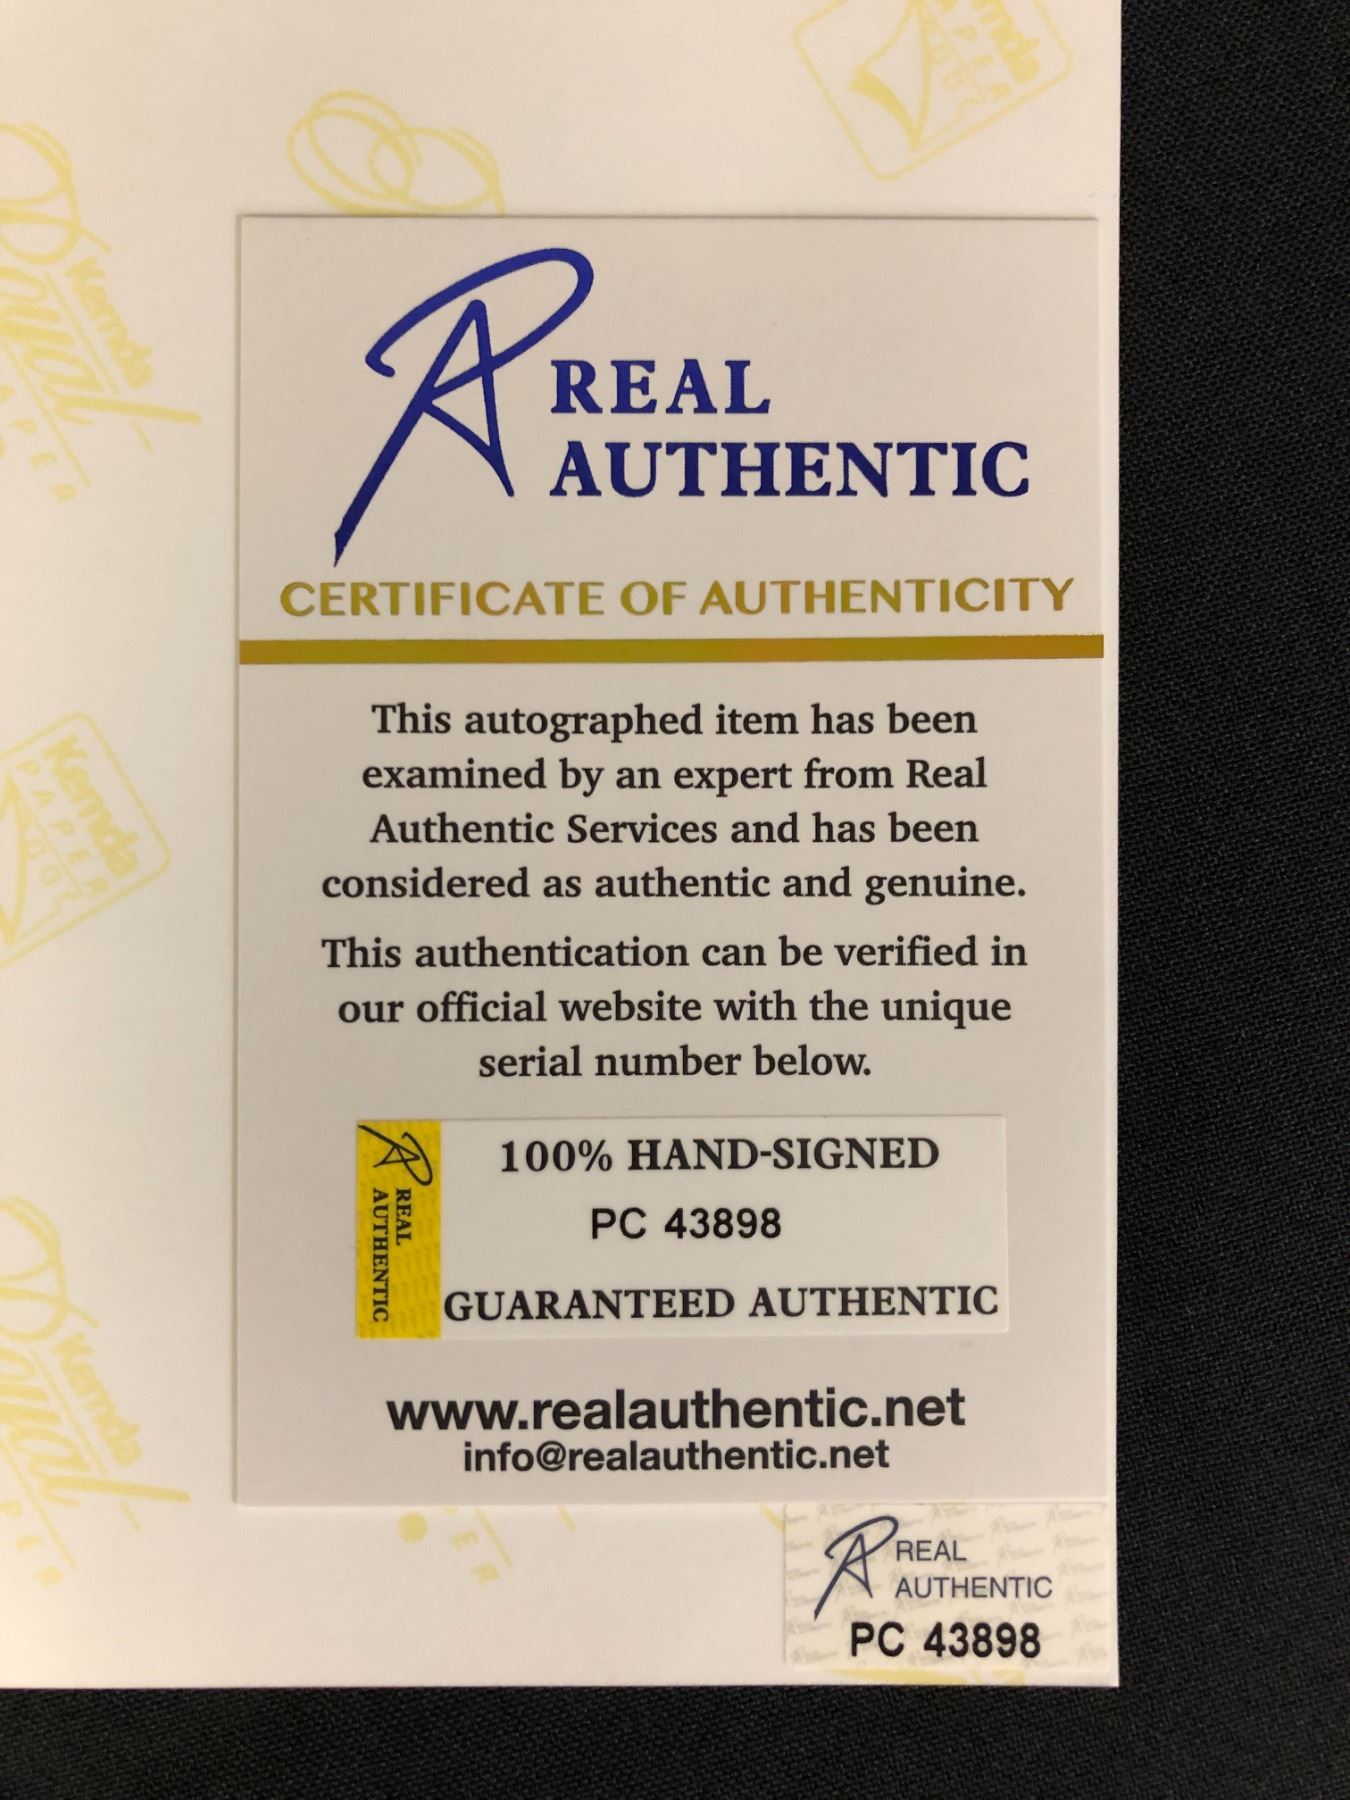 Kemda
PAPER
REAL
AUTHENTIC
CERTIFICATE OF AUTHENTICITY
This autographed item has been
examined by an expert from Real
Authentic Services and has been
considered as authentic and genuine.
This authentication can be verified in
our official website with the unique
serial number below.
REAL
AUTHENTIC
100% HAND-SIGNED
PC 43898
GUARANTEED AUTHENTIC
www.realauthentic.net
info@realauthentic.net
REAL
AUTHENTIC
PC 43898